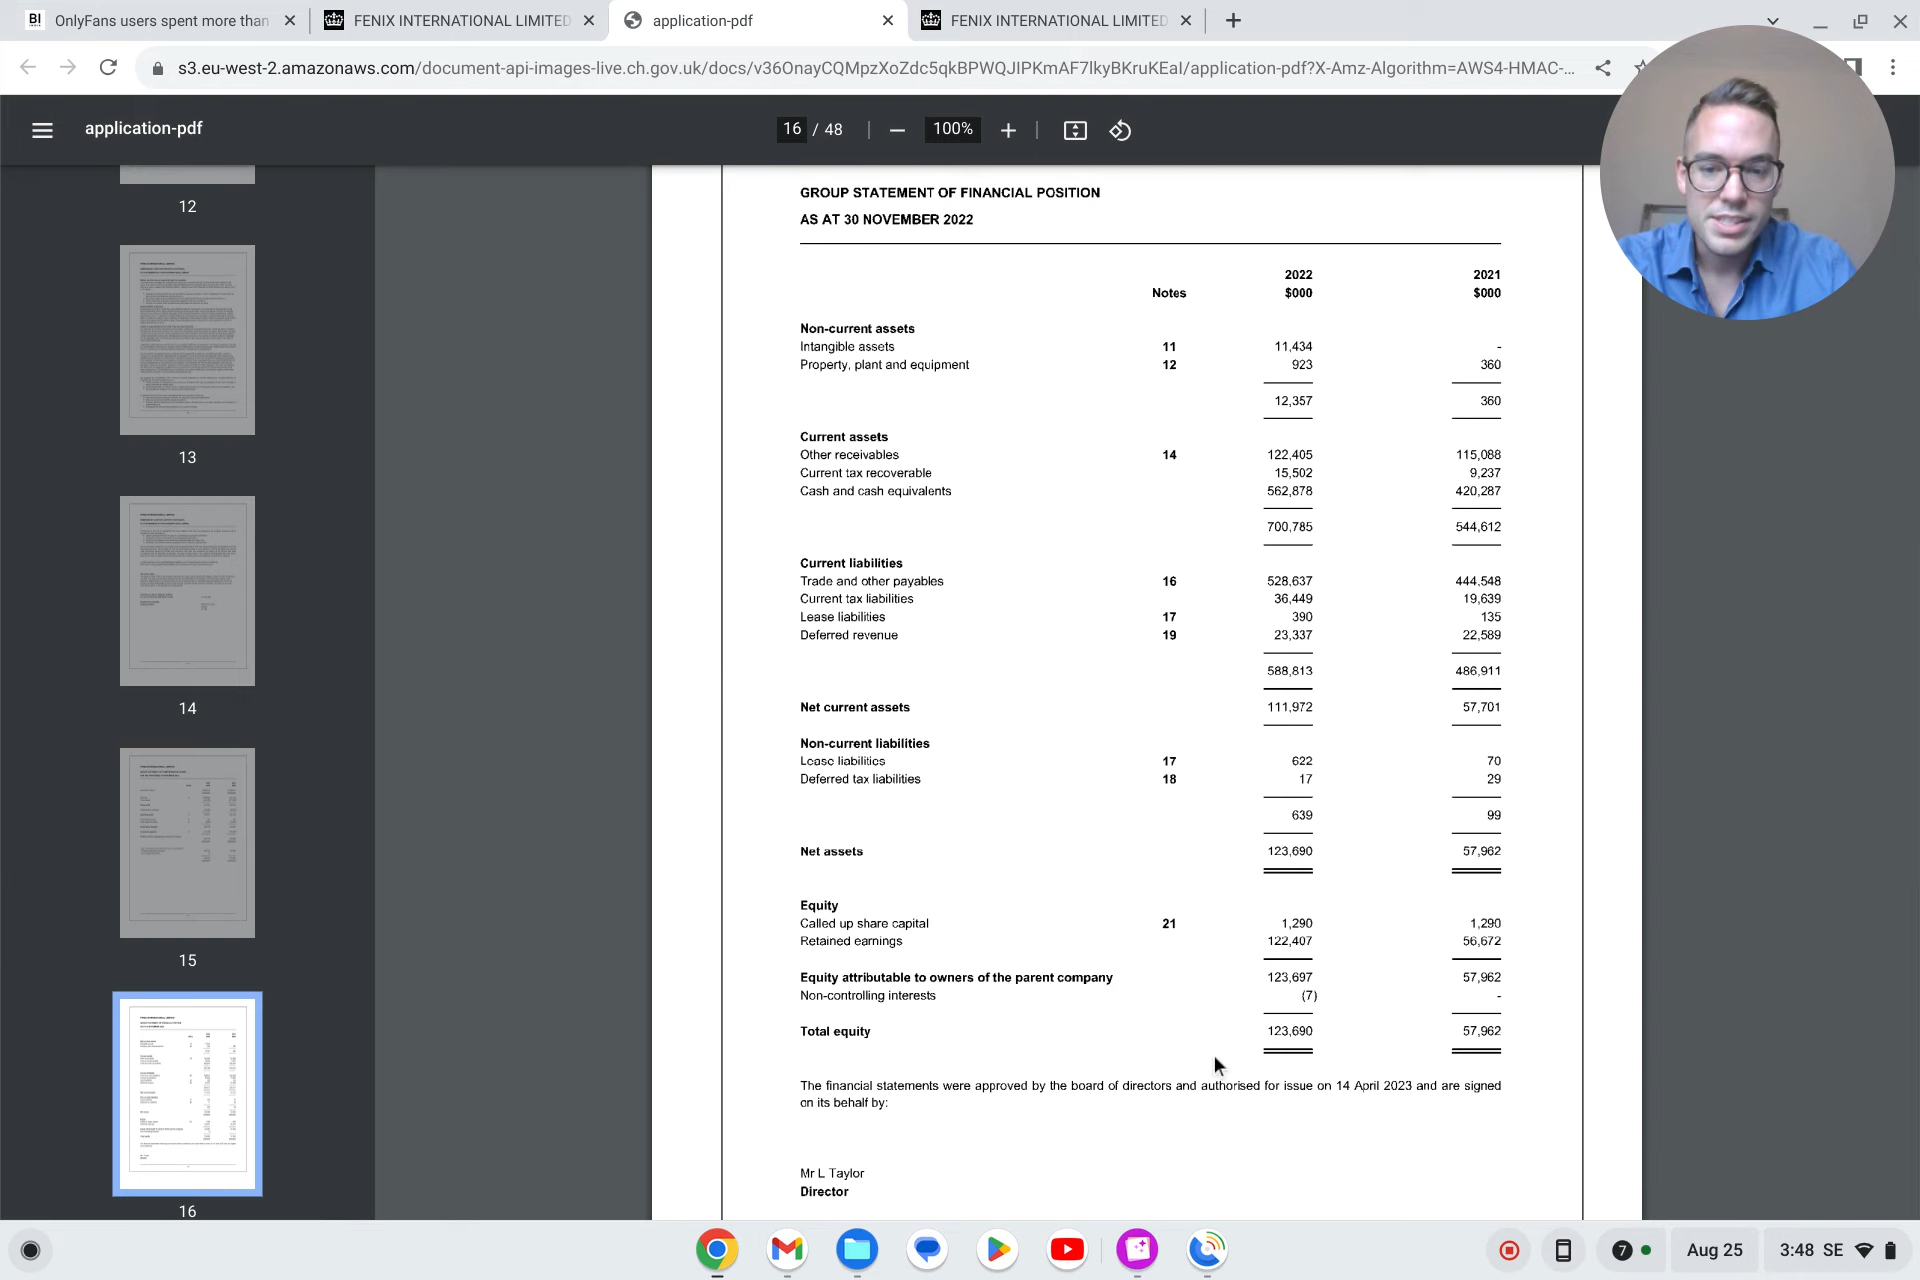 BI OnlyFans users spent more than
FENIX INTERNATIONAL LIMITED
application-pdf
FENIX INTERNATIONAL LIMITED
s3.eu-west-2.amazonaws.com/document-api-images-live.ch.gov.uk/docs/v36OnayCQMpzXoZdc5qkBPWQJIPKmAF7lkyBKruKEaI/application-pdf?X-Amz-Algorithm=AWS4-HMAC-...
application-pdf
16 / 48
100%
12
13
14
15
16
GROUP STATEMENT OF FINANCIAL POSITION
AS AT 30 NOVEMBER 2022
2022 2021
Notes $000 $000
Non-current assets
Intangible assets 11 11,434 -
Property, plant and equipment 12 923 360
12,357 360
Current assets
Other receivables 14 122,405 115,088
Current tax recoverable 15,502 9,237
Cash and cash equivalents 562,878 420,287
700,785 544,612
Current liabilities
Trade and other payables 16 528,637 444,548
Current tax liabilities 36,449 19,639
Lease liabilities 17 390 135
Deferred revenue 19 23,337 22,589
588,813 486,911
Net current assets 111,972 57,701
Non-current liabilities
Lease liabilities 17 622 70
Deferred tax liabilities 18 17 29
639 99
Net assets 123,690 57,962
Equity
Called up share capital 21 1,290 1,290
Retained earnings 122,407 56,672
Equity attributable to owners of the parent company 123,697 57,962
Non-controlling interests (7) -
Total equity 123,690 57,962
The financial statements were approved by the board of directors and authorised for issue on 14 April 2023 and are signed
on its behalf by:
Mr L Taylor
Director
7
Aug 25
3:48 SE